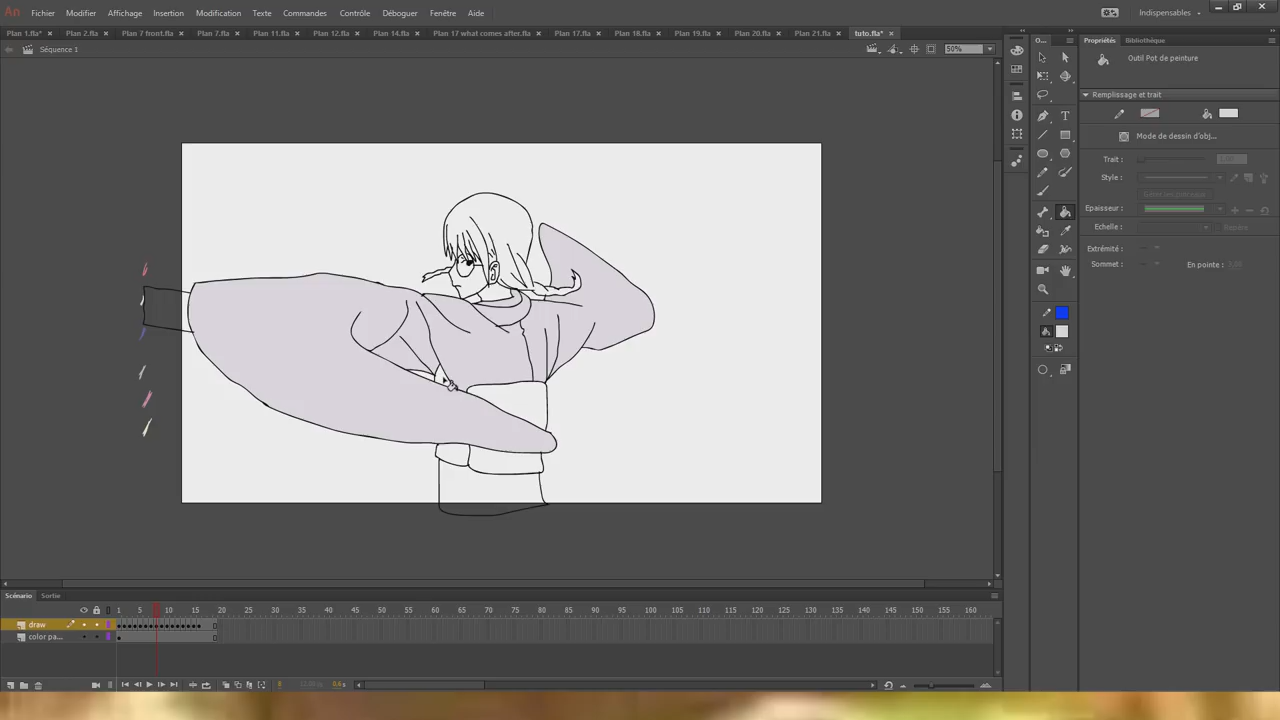 An Fichier Modifier Affichage Insertion Modification Texte Commandes Contrôle Déboguer Fenêtre Aide Indispensables
Plan 1.fla* × Plan 2.fla × Plan 7 front.fla × Plan 7.fla × Plan 11.fla × Plan 12.fla × Plan 14.fla × Plan 17 what comes after.fla × Plan 17.fla × Plan 18.fla × Plan 19.fla × Plan 20.fla × Plan 21.fla × tuto.fla* × O... Propriétés Bibliothèque
Séquence 1 50%
Outil Pot de peinture
Remplissage et trait
Mode de dessin d'obj...
Trait :
Style :
Epaisseur :
Echelle :
Extrémité :
Sommet : En pointe :
Scénario Sortie
1 5 10 15 20 25 30 35 40 45 50 55 60 65 70 75 80 85 90 95 100 105 110 115 120 125 130 135 140 145 150 155 160
draw
color pa...